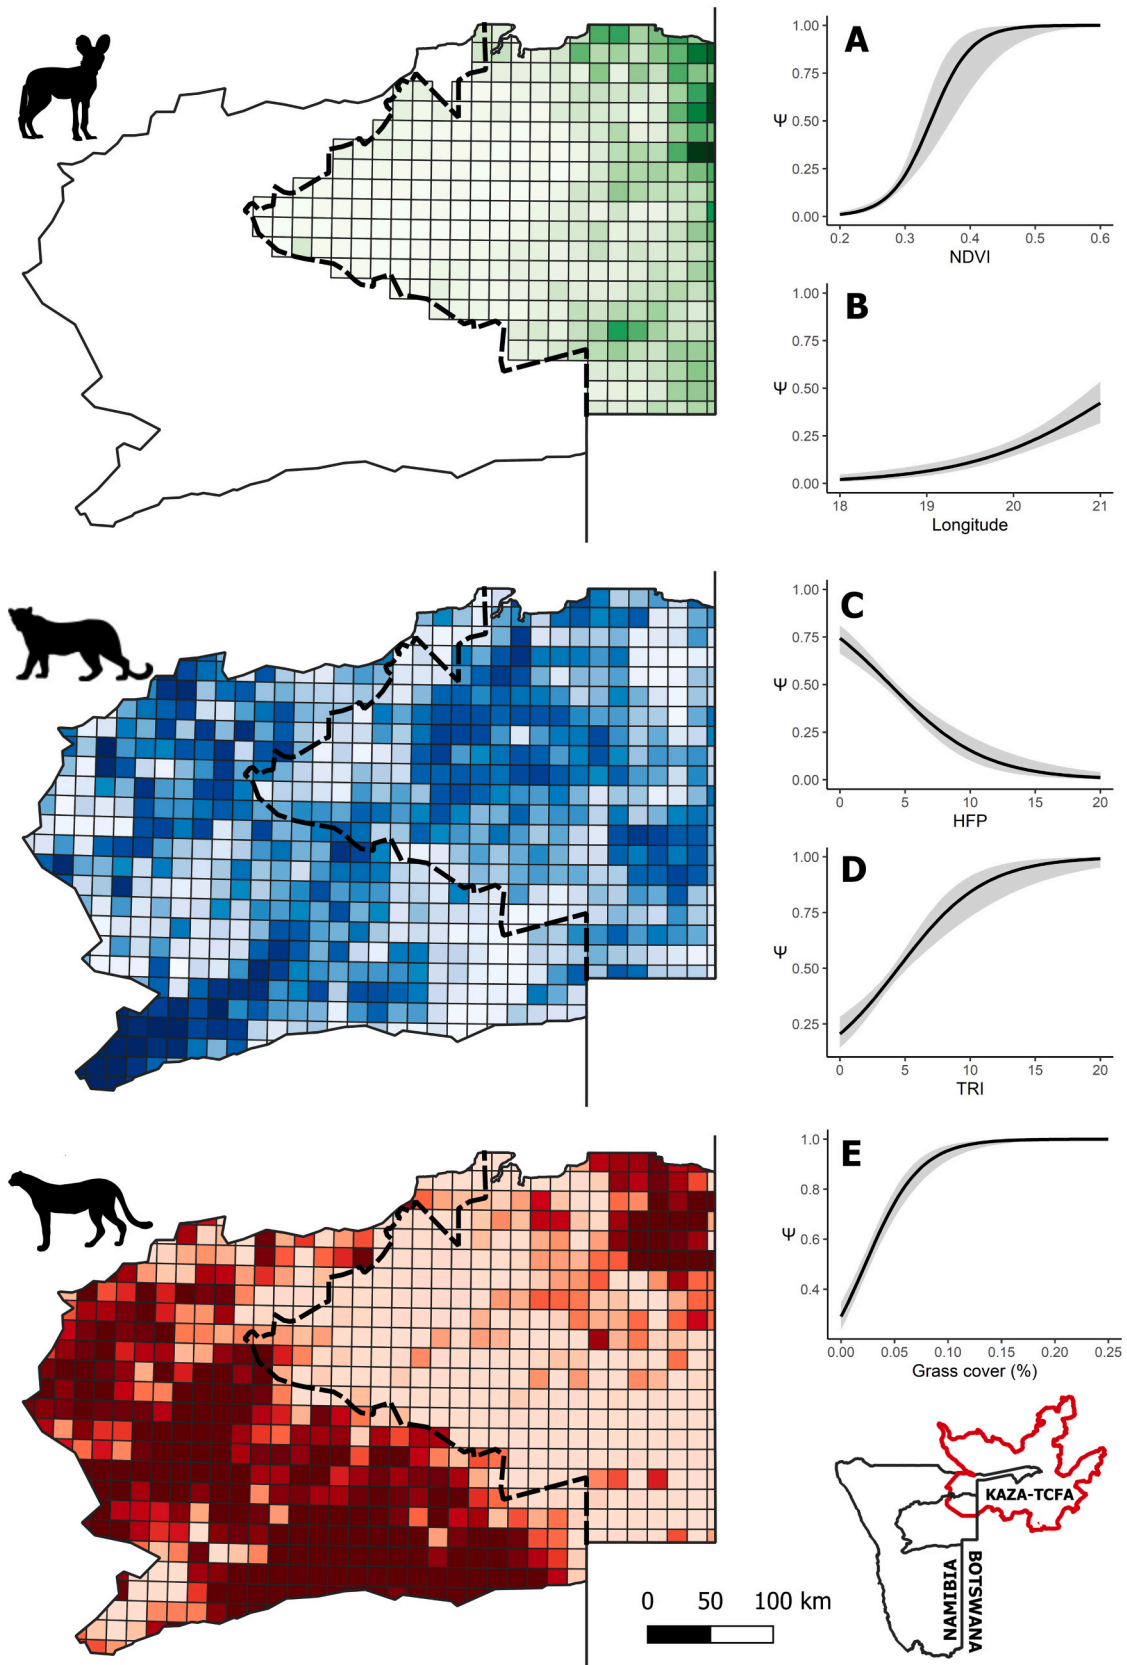 A
1.00
0.75
0.50
0.25
0.00
Ψ
0.2 0.3 0.4 0.5 0.6
NDVI
B
1.00
0.75
0.50
0.25
0.00
Ψ
18 19 20 21
Longitude
C
1.00
0.75
0.50
0.25
0.00
Ψ
0 5 10 15 20
HFP
D
1.00
0.75
0.50
0.25
Ψ
0 5 10 15 20
TRI
E
1.0
0.8
0.6
0.4
Ψ
0.00 0.05 0.10 0.15 0.20 0.25
Grass cover (%)
KAZA-TCFA
NAMIBIA
BOTSWANA
0 50 100 km